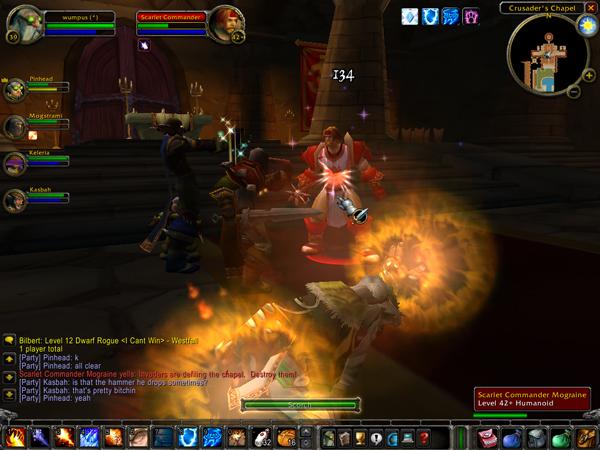 wumpus (*)
Scarlet Commander
Crusader's Chapel
N
39
42+
134
Pinhead
Mogstrami
Keleria
Kasbah
Bilbert: Level 12 Dwarf Rogue <I Cant Win> - Westfall
1 player total
[Party] Pinhead: k
[Party] Pinhead: all clear
Scarlet Commander Mograine yells: Invaders are defiling the chapel. Destroy them!
[Party] Kasbah: is that the hammer he drops sometimes?
[Party] Kasbah: that's pretty bitchin
[Party] Pinhead: yeah
Scorch
Scarlet Commander Mograine
Level 42+ Humanoid
32
16